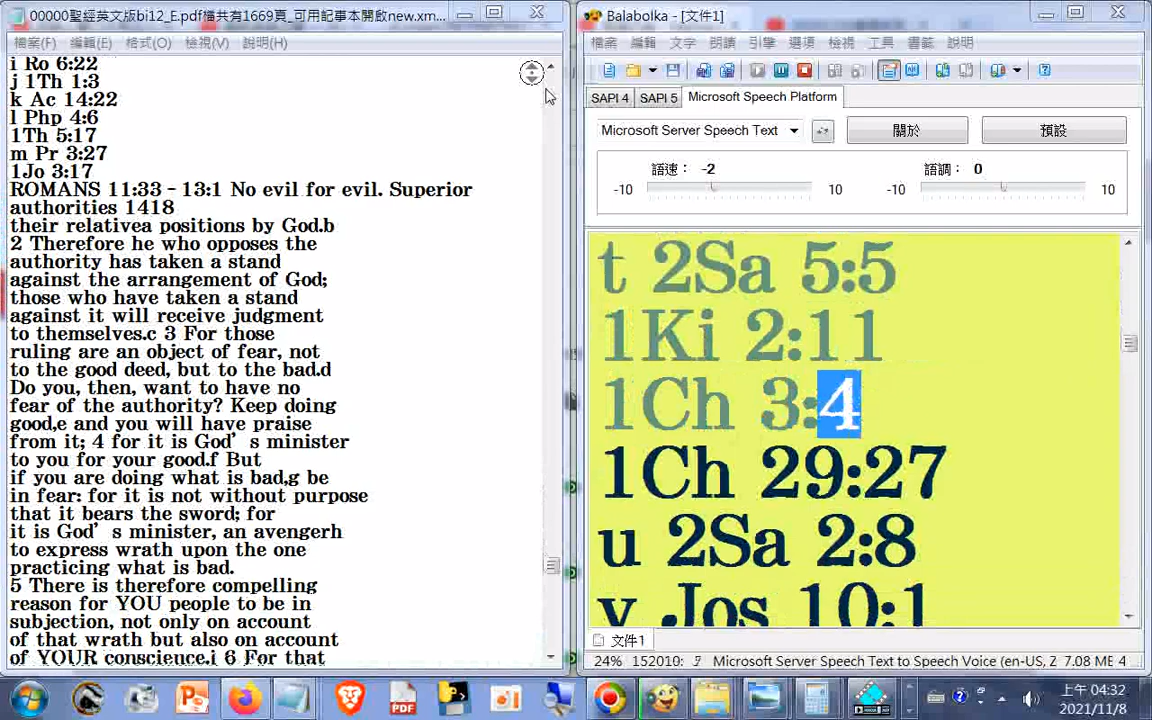 00000聖經英文版bi12_E.pdf檔共有1669頁_可用記事本開啟new.xm...
檔案(F) 編輯(E) 格式(O) 檢視(V) 說明(H)
i Ro 6:22
j 1Th 1:3
k Ac 14:22
l Php 4:6
1Th 5:17
m Pr 3:27
1Jo 3:17
ROMANS 11:33 – 13:1 No evil for evil. Superior
authorities 1418
their relativea positions by God.b
2 Therefore he who opposes the
authority has taken a stand
against the arrangement of God;
those who have taken a stand
against it will receive judgment
to themselves.c 3 For those
ruling are an object of fear, not
to the good deed, but to the bad.d
Do you, then, want to have no
fear of the authority? Keep doing
good,e and you will have praise
from it; 4 for it is God’s minister
to you for your good.f But
if you are doing what is bad,g be
in fear: for it is not without purpose
that it bears the sword; for
it is God’s minister, an avengerh
to express wrath upon the one
practicing what is bad.
5 There is therefore compelling
reason for YOU people to be in
subjection, not only on account
of that wrath but also on account
of YOUR conscience.i 6 For that
Balabolka - [文件1]
檔案 編輯 文字 朗讀 引擎 選項 檢視 工具 書籤 說明
SAPI 4 SAPI 5 Microsoft Speech Platform
Microsoft Server Speech Text 關於 預設
語速： -2 語調： 0
-10 10 -10 10
t 2Sa 5:5
1Ki 2:11
1Ch 3:4
1Ch 29:27
u 2Sa 2:8
v Jos 10:1
文件1
24% 152010: Microsoft Server Speech Text to Speech Voice (en-US, Z 7.08 ME 4
上午 04:32
2021/11/8